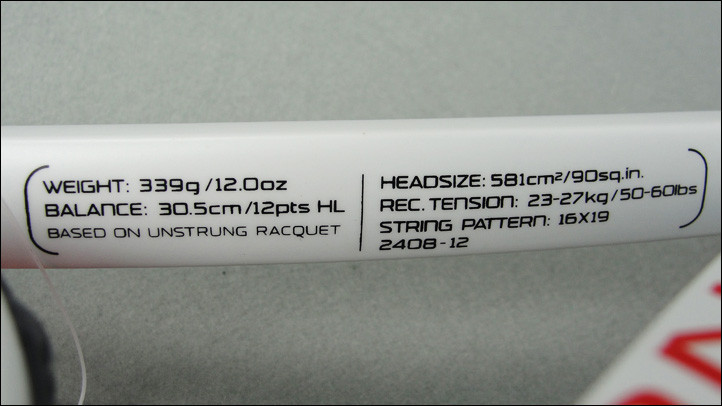 WEIGHT: 339g/12.0oz
BALANCE: 30.5cm/12pts HL
BASED ON UNSTRUNG RACQUET
HEADSIZE: 581cm²/90sq.in.
REC. TENSION: 23-27kg/50-60lbs
STRING PATTERN: 16X19
2408-12